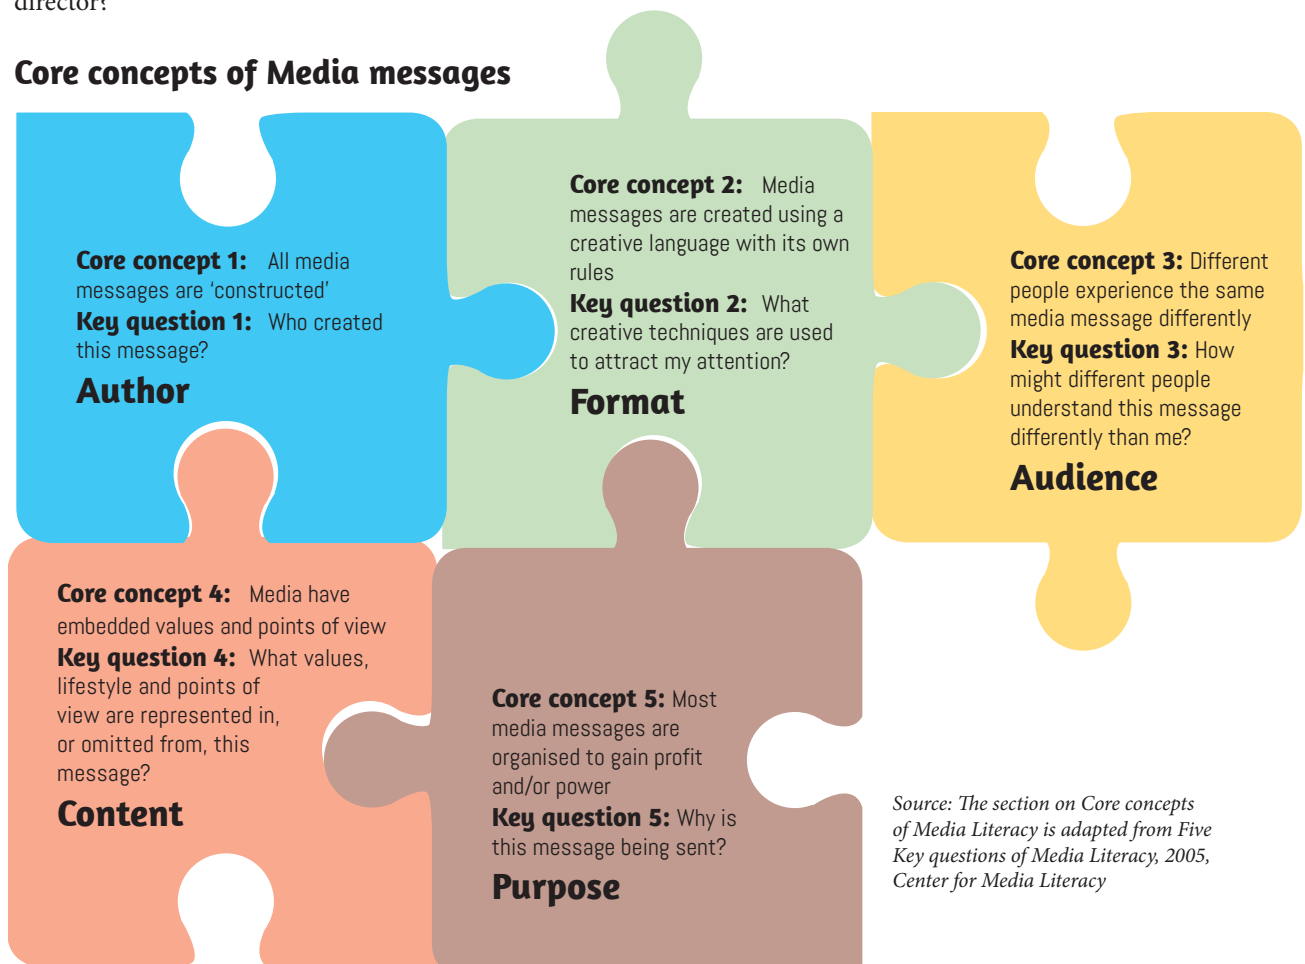 director?
Core concepts of Media messages
Core concept 1: All media
messages are ‘constructed’
Key question 1: Who created
this message?
Author
Core concept 2: Media
messages are created using a
creative language with its own
rules
Key question 2: What
creative techniques are used
to attract my attention?
Format
Core concept 3: Different
people experience the same
media message differently
Key question 3: How
might different people
understand this message
differently than me?
Audience
Core concept 4: Media have
embedded values and points of view
Key question 4: What values,
lifestyle and points of
view are represented in,
or omitted from, this
message?
Content
Core concept 5: Most
media messages are
organised to gain profit
and/or power
Key question 5: Why is
this message being sent?
Purpose
Source: The section on Core concepts
of Media Literacy is adapted from Five
Key questions of Media Literacy, 2005,
Center for Media Literacy